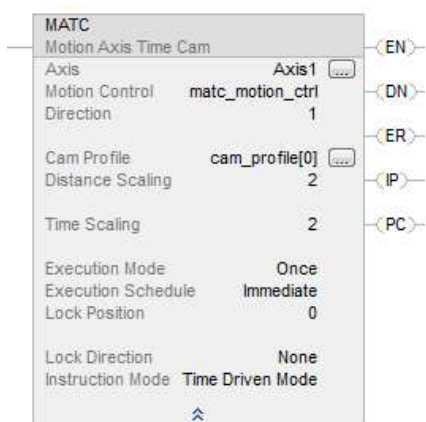 MATC
Motion Axis Time Cam
EN
Axis Axis1 ...
Motion Control matc_motion_ctrl
DN
Direction 1
ER
Cam Profile cam_profile[0] ...
Distance Scaling 2
IP
Time Scaling 2
PC
Execution Mode Once
Execution Schedule Immediate
Lock Position 0
Lock Direction None
Instruction Mode Time Driven Mode